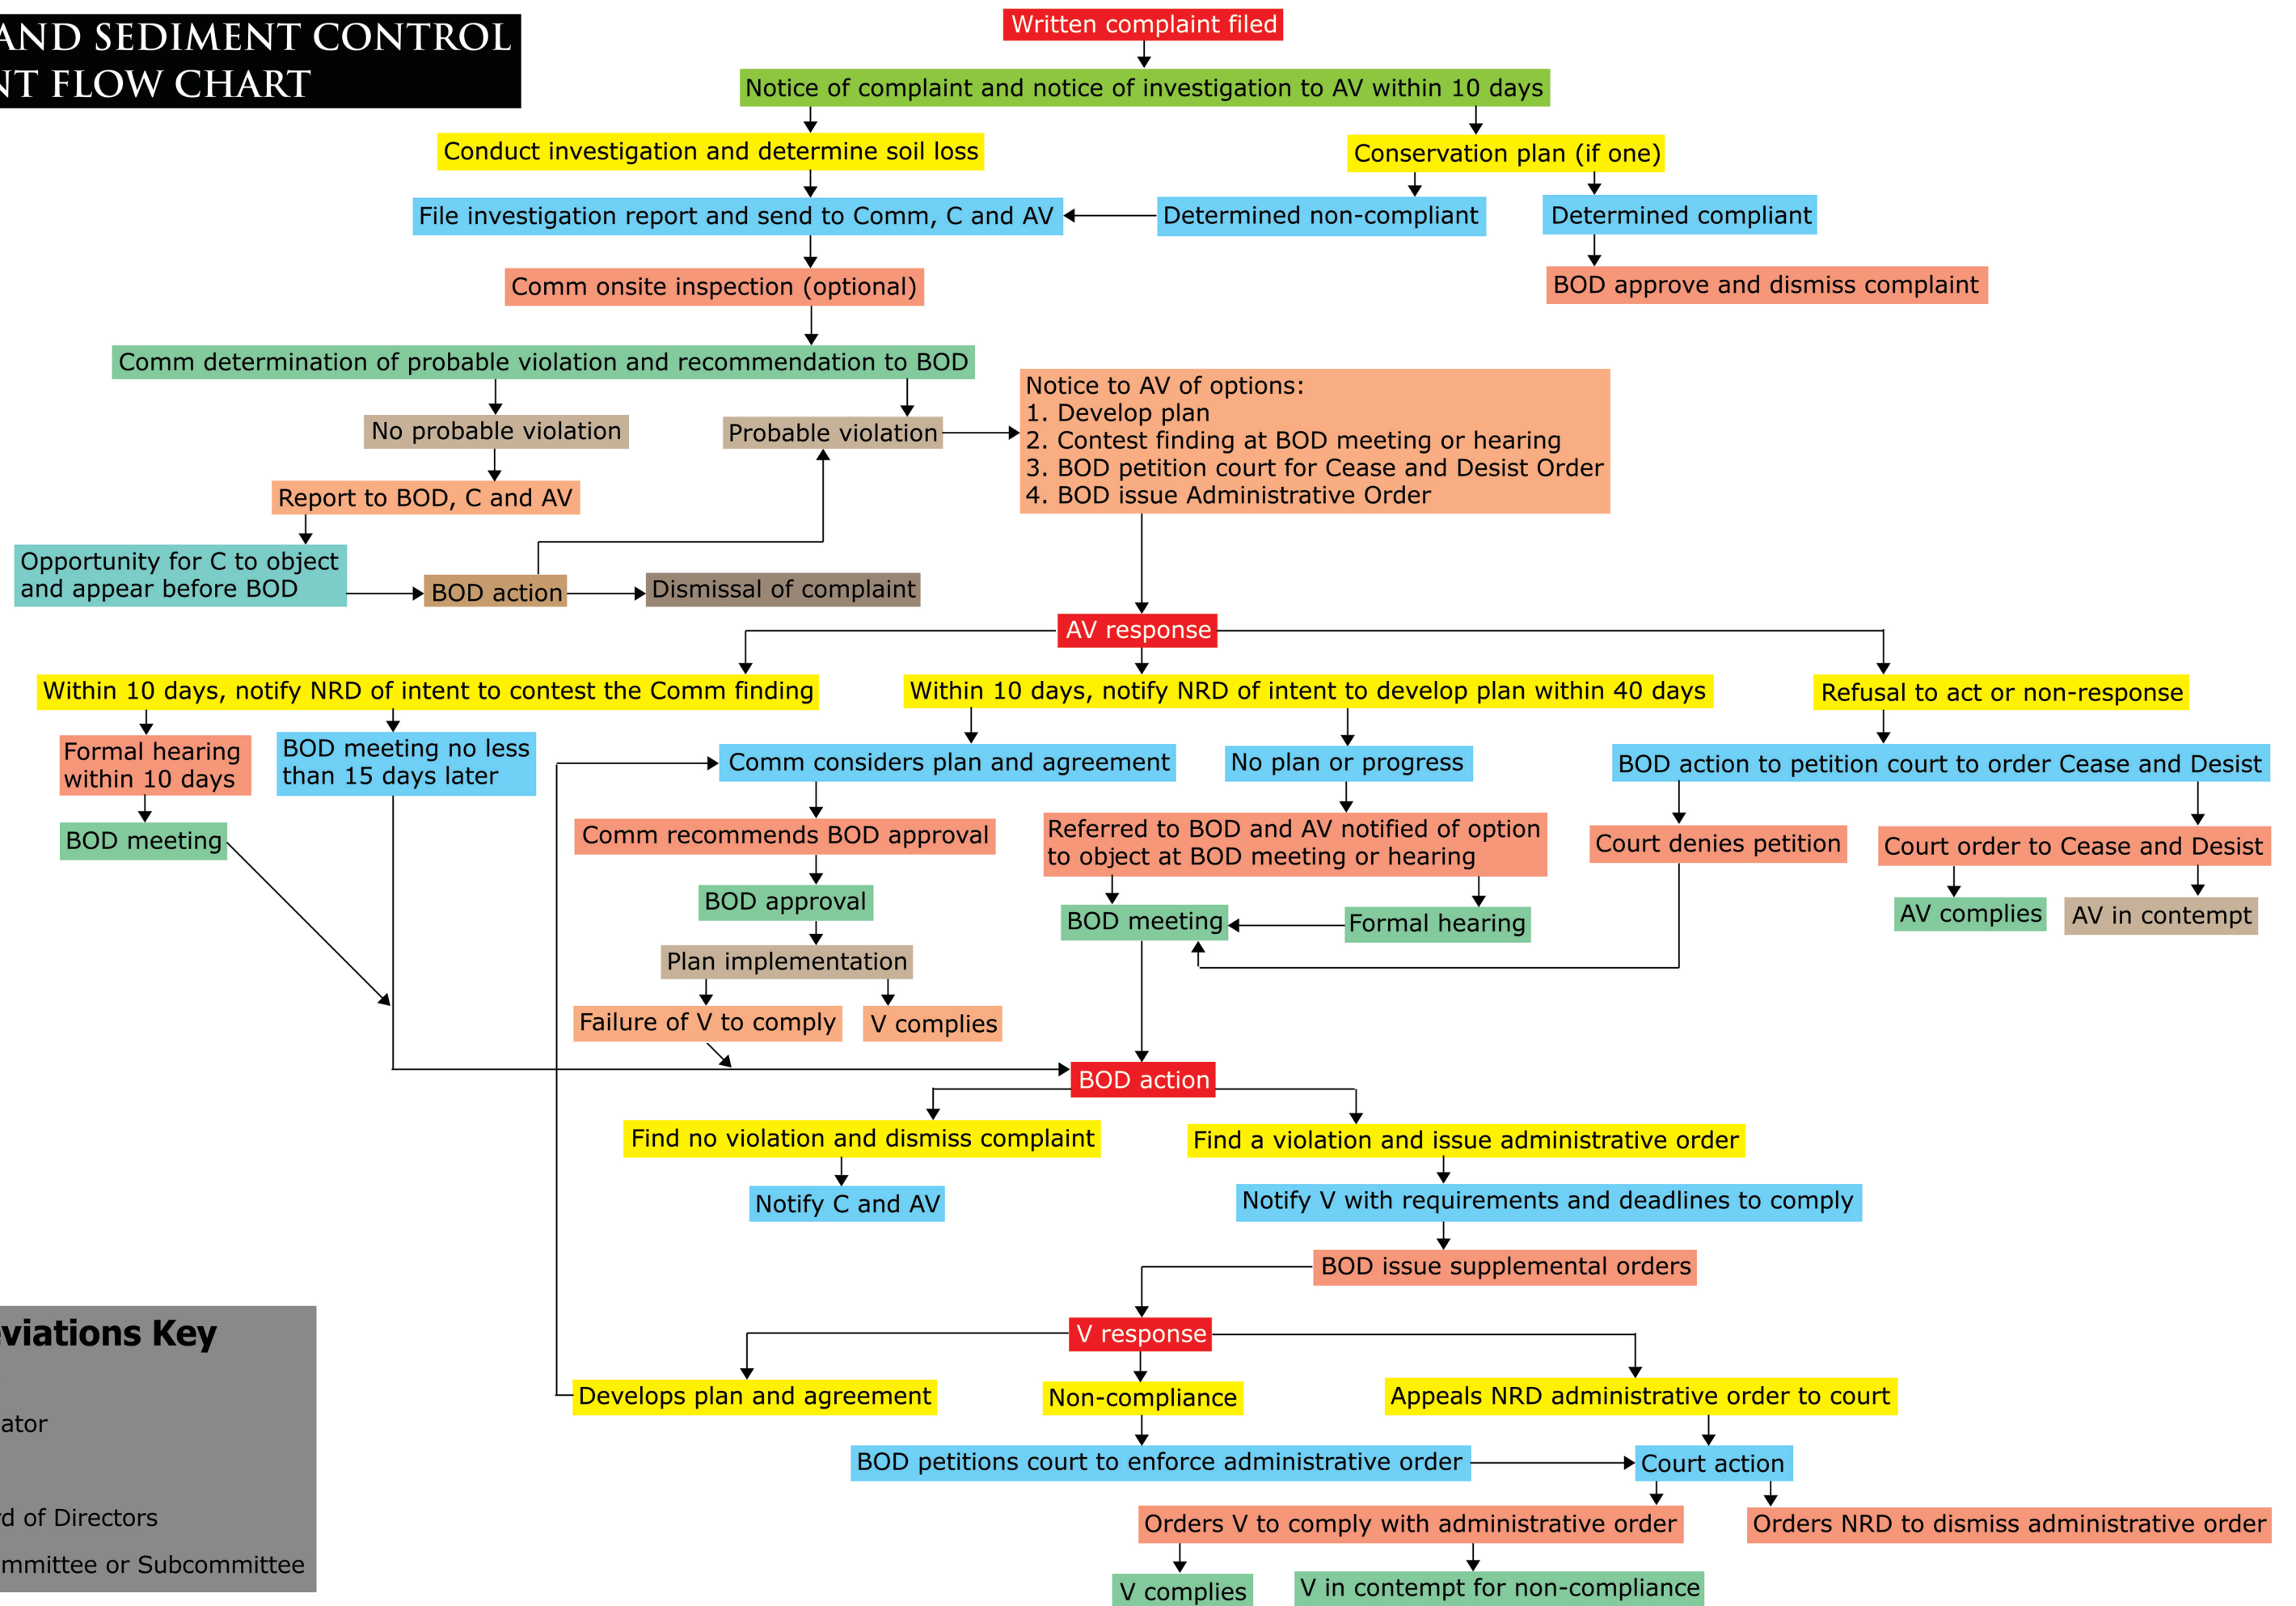 AND SEDIMENT CONTROL
NT FLOW CHART
Written complaint filed
Notice of complaint and notice of investigation to AV within 10 days
Conduct investigation and determine soil loss
Conservation plan (if one)
File investigation report and send to Comm, C and AV
Determined non-compliant
Determined compliant
Comm onsite inspection (optional)
BOD approve and dismiss complaint
Comm determination of probable violation and recommendation to BOD
No probable violation
Probable violation
Notice to AV of options:
1. Develop plan
2. Contest finding at BOD meeting or hearing
3. BOD petition court for Cease and Desist Order
4. BOD issue Administrative Order
Report to BOD, C and AV
Opportunity for C to object
and appear before BOD
BOD action
Dismissal of complaint
AV response
Within 10 days, notify NRD of intent to contest the Comm finding
Within 10 days, notify NRD of intent to develop plan within 40 days
Refusal to act or non-response
Formal hearing
within 10 days
BOD meeting no less
than 15 days later
Comm considers plan and agreement
No plan or progress
BOD action to petition court to order Cease and Desist
BOD meeting
Comm recommends BOD approval
Referred to BOD and AV notified of option
to object at BOD meeting or hearing
Court denies petition
Court order to Cease and Desist
BOD approval
BOD meeting
Formal hearing
AV complies
AV in contempt
Plan implementation
Failure of V to comply
V complies
BOD action
Find no violation and dismiss complaint
Find a violation and issue administrative order
Notify C and AV
Notify V with requirements and deadlines to comply
BOD issue supplemental orders
V response
Develops plan and agreement
Non-compliance
Appeals NRD administrative order to court
BOD petitions court to enforce administrative order
Court action
Orders V to comply with administrative order
Orders NRD to dismiss administrative order
V complies
V in contempt for non-compliance
eviations Key
ator
d of Directors
mmittee or Subcommittee